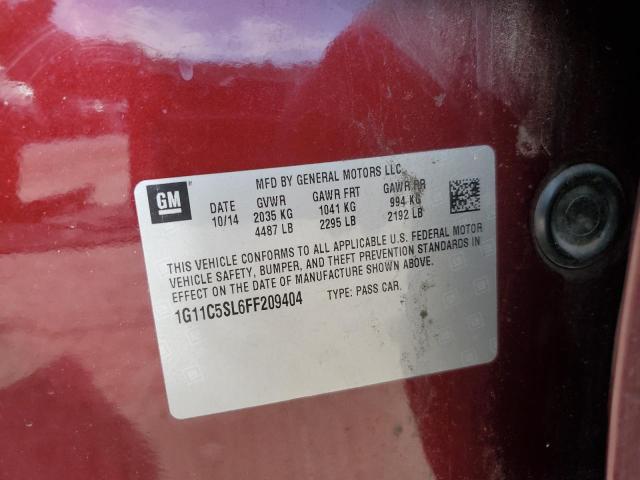 MFD BY GENERAL MOTORS LLC
GM DATE GVWR GAWR FRT GAWR RR
10/14 2035 KG 1041 KG 994 KG
4487 LB 2295 LB 2192 LB
THIS VEHICLE CONFORMS TO ALL APPLICABLE U.S. FEDERAL MOTOR
VEHICLE SAFETY, BUMPER, AND THEFT PREVENTION STANDARDS IN
EFFECT ON THE DATE OF MANUFACTURE SHOWN ABOVE.
1G11C5SL6FF209404 TYPE: PASS CAR.